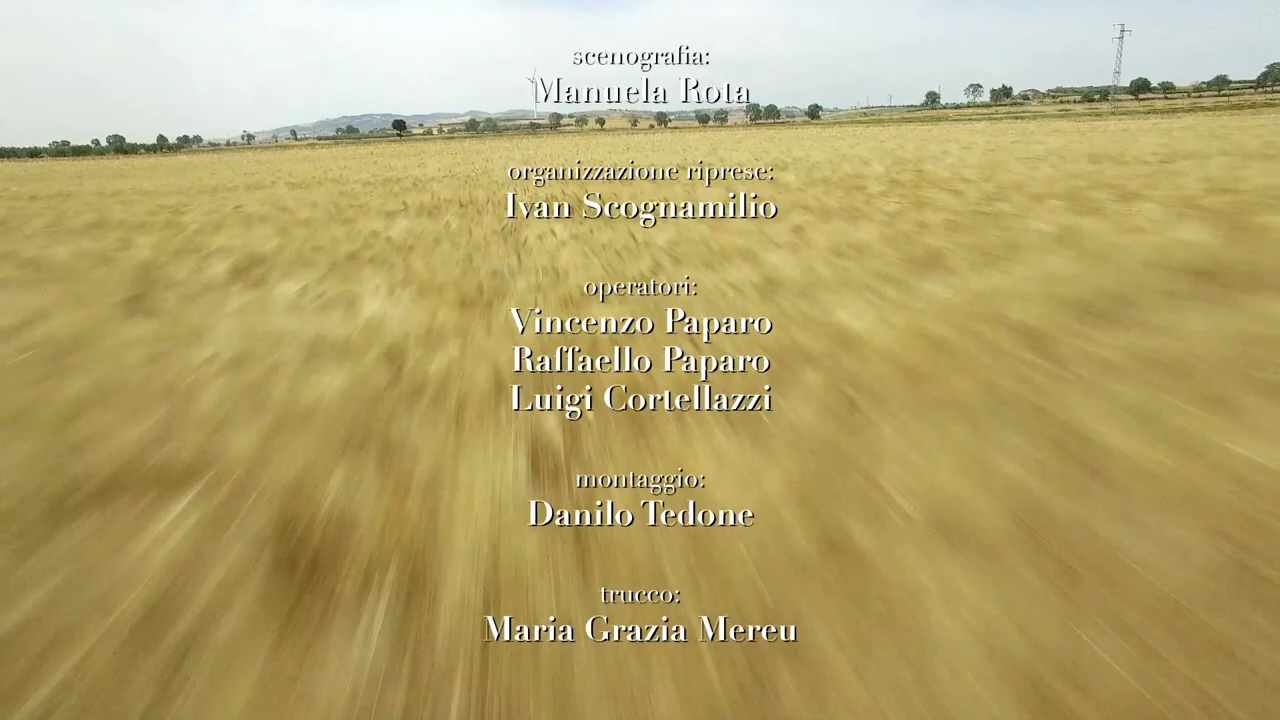 scenografia:
Manuela Rota
organizzazione riprese:
Ivan Scognamilio
operatori:
Vincenzo Paparo
Raffaello Paparo
Luigi Cortellazzi
montaggio:
Danilo Tedone
trucco:
Maria Grazia Mereu